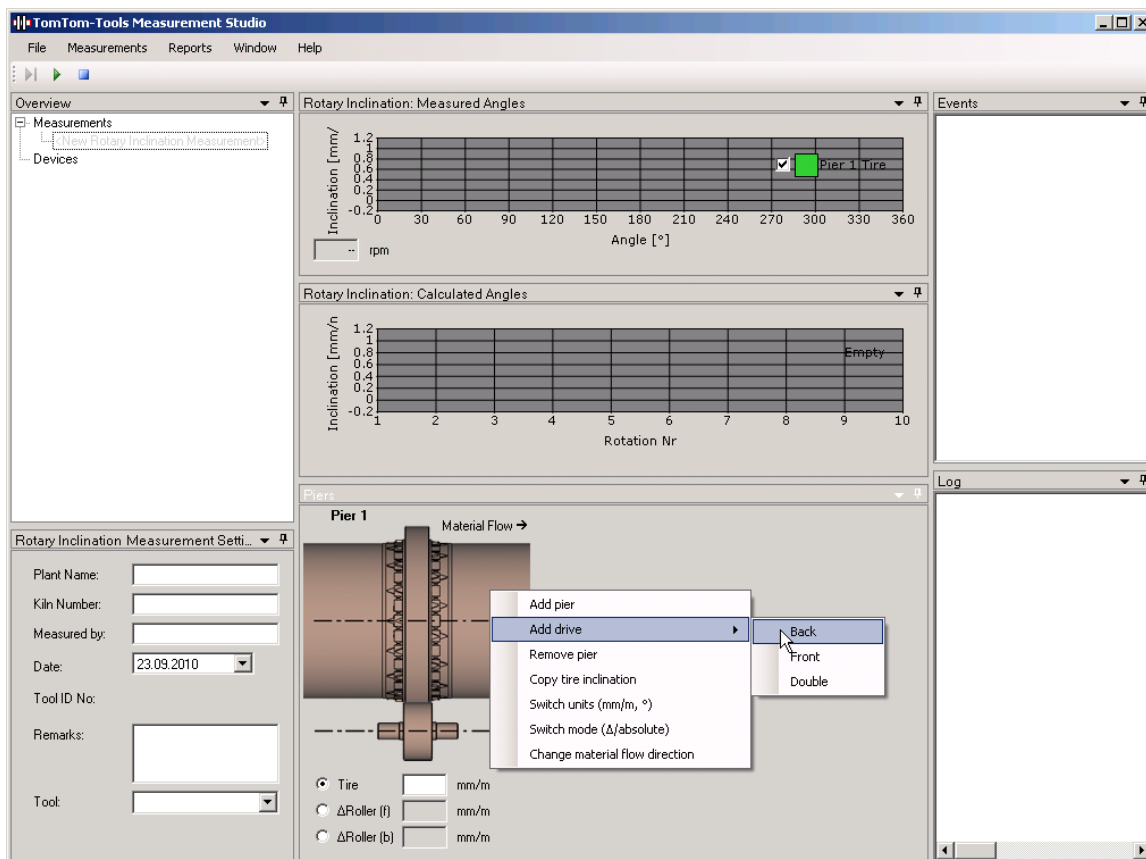 TomTom-Tools Measurement Studio
File Measurements Reports Window Help
Overview
Measurements
<New Rotary Inclination Measurement>
Devices
Rotary Inclination: Measured Angles
Inclination [mm/
1.2
1
0.8
0.6
0.4
0.2
0
-0.2
0 30 60 90 120 150 180 210 240 270 300 330 360
Angle [°]
Pier 1 Tire
-- rpm
Rotary Inclination: Calculated Angles
Inclination [mm/n
1.2
1
0.8
0.6
0.4
0.2
0
-0.2
1 2 3 4 5 6 7 8 9 10
Rotation Nr
Empty
Events
Log
Rotary Inclination Measurement Setti...
Plant Name:
Kiln Number:
Measured by:
Date: 23.09.2010
Tool ID No:
Remarks:
Tool:
Piers
Pier 1
Material Flow →
Tire mm/m
ΔRoller (f) mm/m
ΔRoller (b) mm/m
Add pier
Add drive
Remove pier
Copy tire inclination
Switch units (mm/m, °)
Switch mode (Δ/absolute)
Change material flow direction
Back
Front
Double